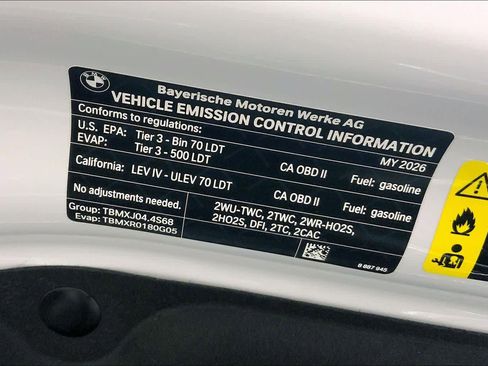 BMW
Bayerische Motoren Werke AG
VEHICLE EMISSION CONTROL INFORMATION
Conforms to regulations: MY 2026
U.S. EPA: Tier 3 - Bin 70 LDT CA OBD II Fuel: gasoline
EVAP: Tier 3 - 500 LDT
California: LEV IV - ULEV 70 LDT CA OBD II Fuel: gasoline
No adjustments needed. 2WU-TWC, 2TWC, 2WR-HO2S,
Group: TBMXJ04.4S68 2HO2S, DFI, 2TC, 2CAC
Evap: TBMXR0180G05
8 887 945